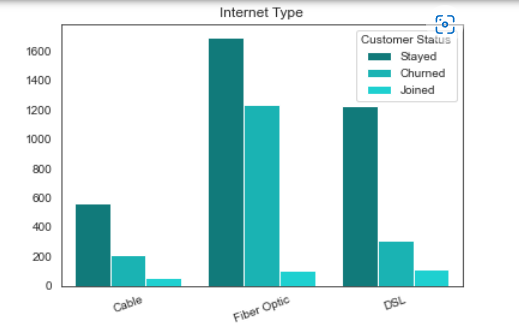 Internet Type
Customer Status
Stayed
Churned
Joined
1600
1400
1200
1000
800
600
400
200
0
Cable
Fiber Optic
DSL